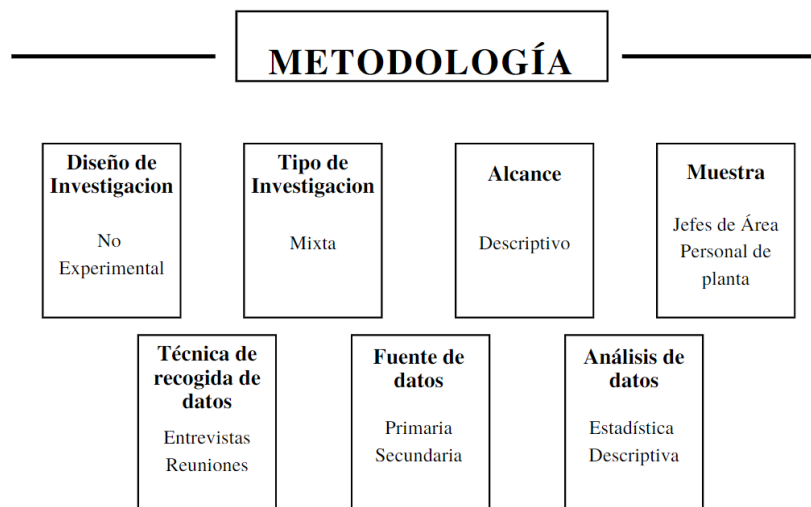 METODOLOGÍA
Diseño de
Investigacion
No
Experimental
Tipo de
Investigacion
Mixta
Alcance
Descriptivo
Muestra
Jefes de Área
Personal de
planta
Técnica de
recogida de
datos
Entrevistas
Reuniones
Fuente de
datos
Primaria
Secundaria
Análisis de
datos
Estadística
Descriptiva